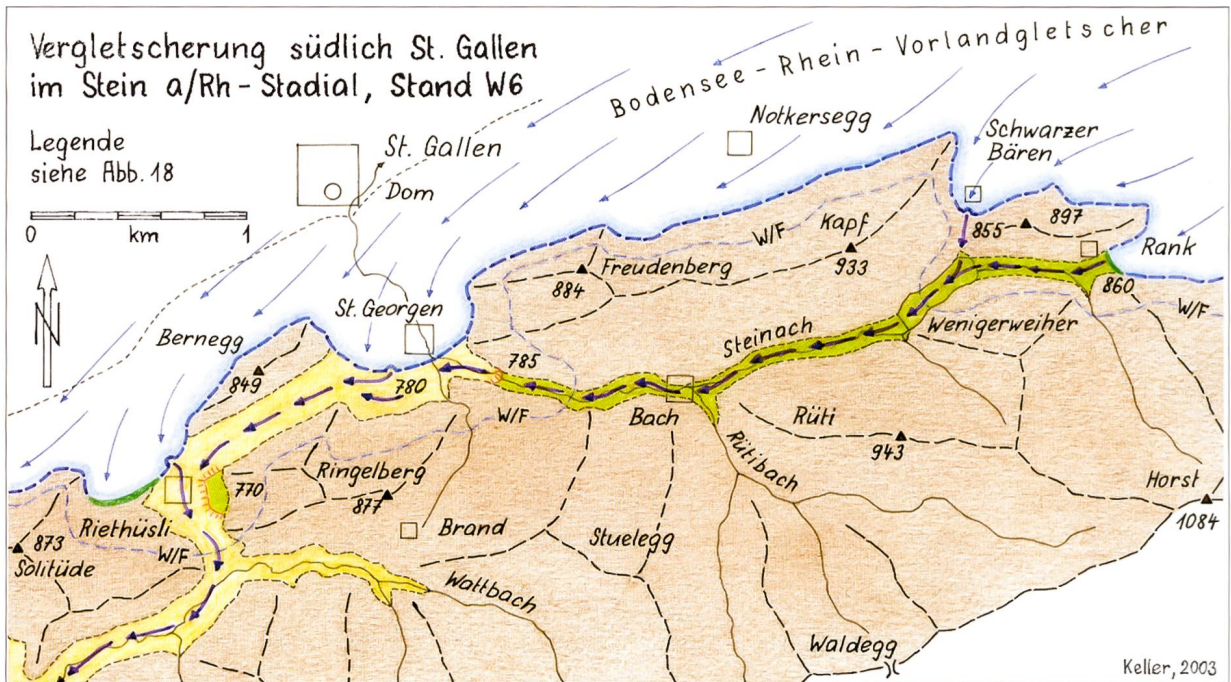 Vergletscherung südlich St. Gallen
im Stein a/Rh - Stadial, Stand W6
Legende
siehe Abb. 18
0 km 1
N
Bodensee - Rhein - Vorlandgletscher
Notkersegg
Schwarzer
Bären
St. Gallen
Dom
W/F
Kapf
933
855
897
Rank
860
W/F
Freudenberg
884
St. Georgen
Bernegg
849
780
785
W/F
Steinach
Wenigerweiher
Bach
Rüti
943
Rütibach
Horst
1084
Ringelberg
877
770
Riethüsli
W/F
873
Solitüde
Brand
Stuelegg
Wattbach
Waldegg
Keller, 2003